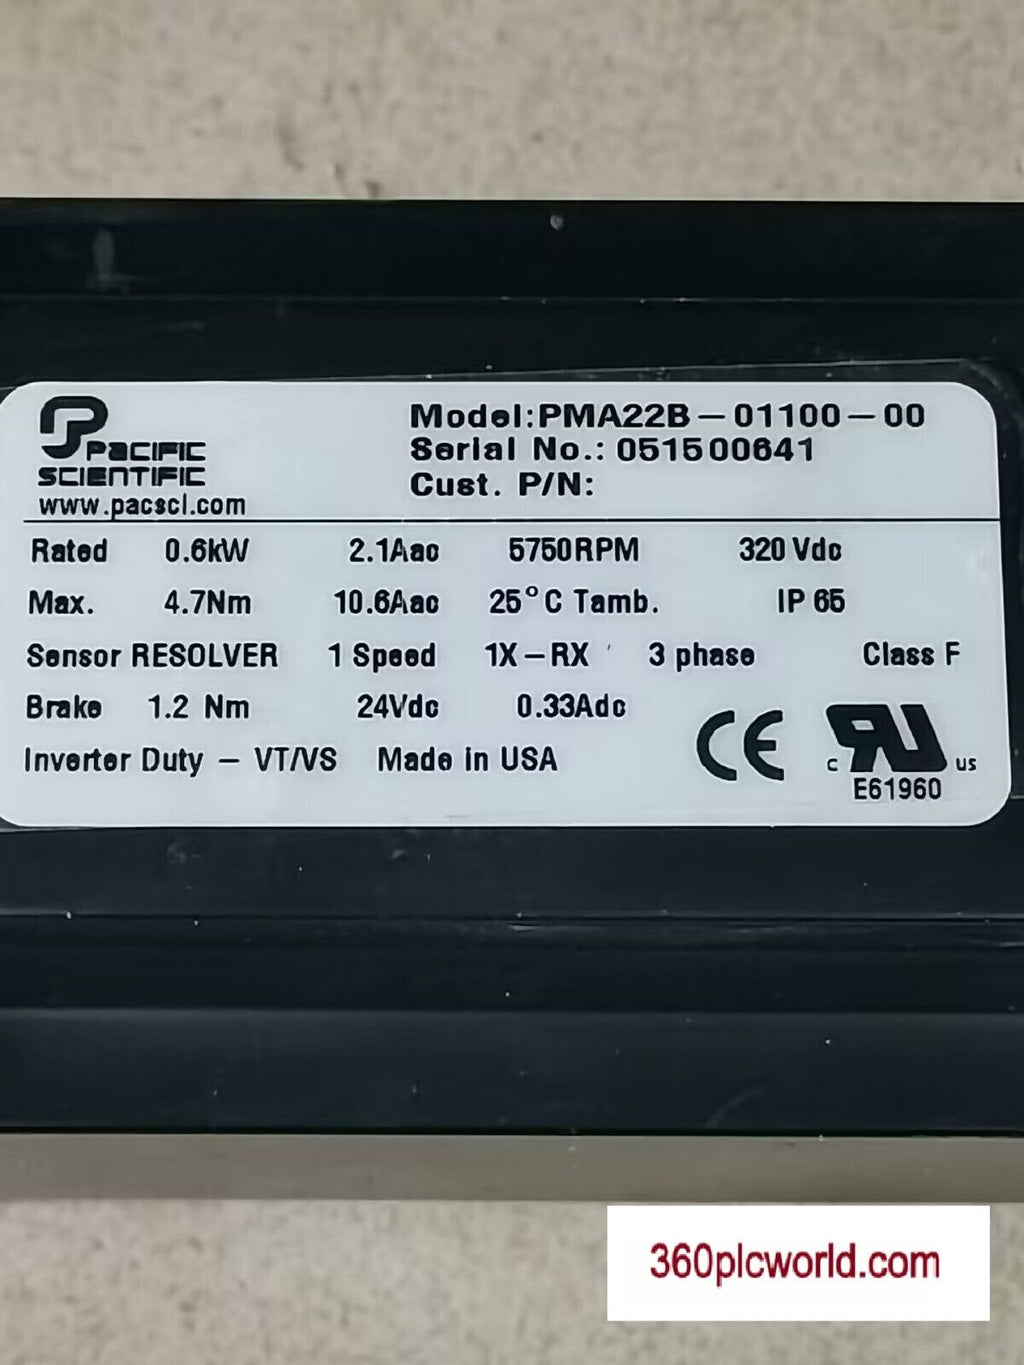 PACIFIC
SCIENTIFIC
www.pacscl.com
Model:PMA22B-01100-00
Serial No.: 051500641
Cust. P/N:
Rated 0.6kW 2.1Aac 5750RPM 320 Vdc
Max. 4.7Nm 10.6Aac 25°C Tamb. IP 65
Sensor RESOLVER 1 Speed 1X-RX 3 phase Class F
Brake 1.2 Nm 24Vdc 0.33Adc
Inverter Duty - VT/VS Made in USA
CE
c RU us
E61960
360plcworld.com